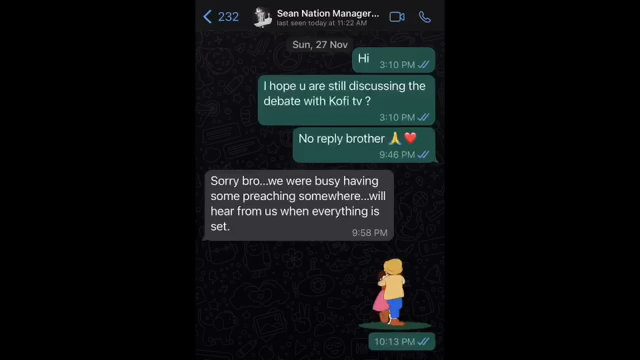 232
Sean Nation Manager...
last seen today at 11:22 AM
Sun, 27 Nov
Hi
3:10 PM
I hope u are still discussing the
debate with Kofi tv ?
3:10 PM
No reply brother 🙏❤️
9:46 PM
Sorry bro...we were busy having
some preaching somewhere...will
hear from us when everything is
set.
9:58 PM
10:13 PM